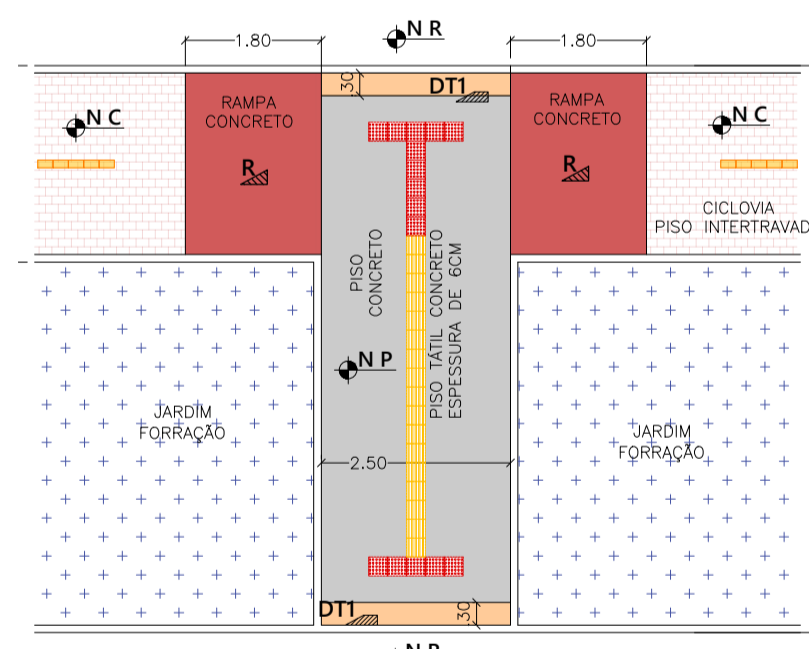 N R
1.80
1.80
.30
DT1
RAMPA
CONCRETO
RAMPA
CONCRETO
N C
N C
R
R
CICLOVIA
PISO INTERTRAVAD
PISO
CONCRETO
PISO TÁTIL CONCRETO
ESPESSURA DE 6CM
N P
JARDIM
FORRAÇÃO
JARDIM
FORRAÇÃO
2.50
DT1
.30